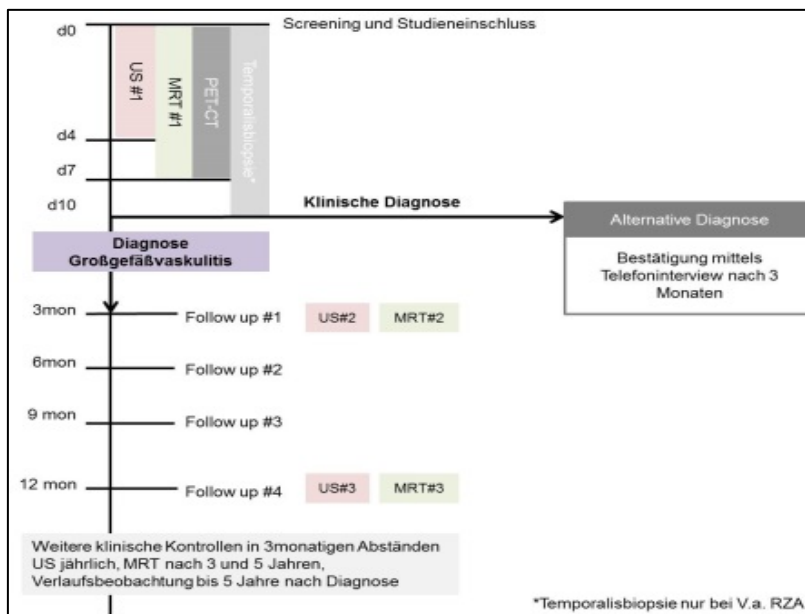 d0
Screening und Studieneinschluss
US #1
MRT #1
PET-CT
Temporalisbiopsie*
d4
d7
d10
Klinische Diagnose
Alternative Diagnose
Bestätigung mittels
Telefoninterview nach 3
Monaten
Diagnose
Großgefäßvaskulitis
3mon
Follow up #1
US#2
MRT#2
6mon
Follow up #2
9 mon
Follow up #3
12 mon
Follow up #4
US#3
MRT#3
Weitere klinische Kontrollen in 3monatigen Abständen
US jährlich, MRT nach 3 und 5 Jahren,
Verlaufsbeobachtung bis 5 Jahre nach Diagnose
*Temporalisbiopsie nur bei V.a. RZA